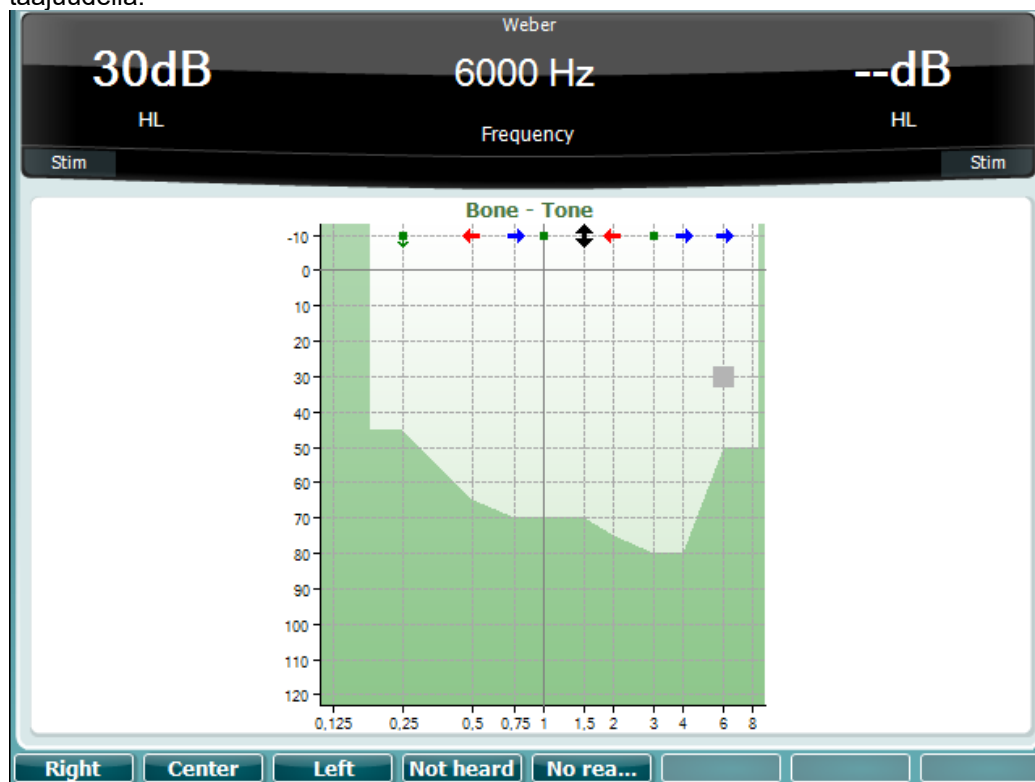 taajuudella.
Weber
30dB 6000 Hz --dB
HL Frequency HL
Stim Stim
Bone - Tone
-10
0
10
20
30
40
50
60
70
80
90
100
110
120
0,125 0,25 0,5 0,75 1 1,5 2 3 4 6 8
Right Center Left Not heard No rea...